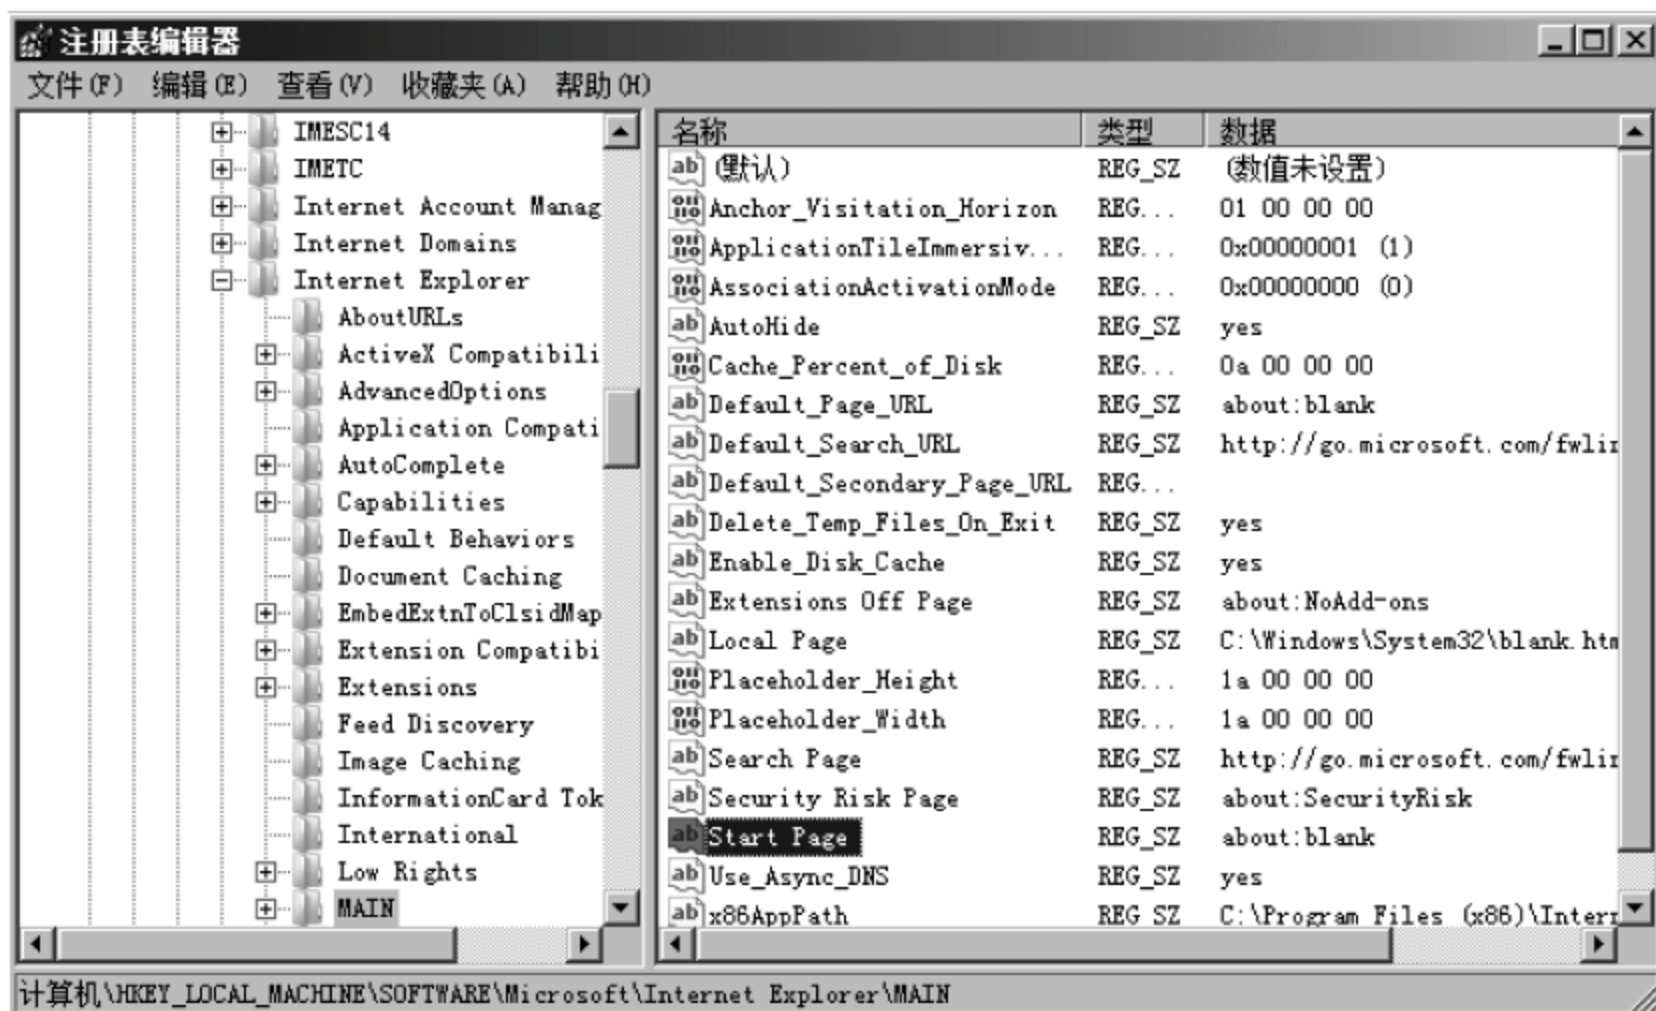 注册表编辑器
文件(F) 编辑(E) 查看(V) 收藏夹(A) 帮助(H)
IMESC14
IMETC
Internet Account Manag
Internet Domains
Internet Explorer
AboutURLs
ActiveX Compatibili
AdvancedOptions
Application Compati
AutoComplete
Capabilities
Default Behaviors
Document Caching
EmbedExtnToClsidMap
Extension Compatibi
Extensions
Feed Discovery
Image Caching
InformationCard Tok
International
Low Rights
MAIN
名称 类型 数据
(默认) REG_SZ (数值未设置)
Anchor_Visitation_Horizon REG... 01 00 00 00
ApplicationTileImmersiv... REG... 0x00000001 (1)
AssociationActivationMode REG... 0x00000000 (0)
AutoHide REG_SZ yes
Cache_Percent_of_Disk REG... 0a 00 00 00
Default_Page_URL REG_SZ about:blank
Default_Search_URL REG_SZ http://go.microsoft.com/fwlin
Default_Secondary_Page_URL REG...
Delete_Temp_Files_On_Exit REG_SZ yes
Enable_Disk_Cache REG_SZ yes
Extensions Off Page REG_SZ about:NoAdd-ons
Local Page REG_SZ C:\Windows\System32\blank.htm
Placeholder_Height REG... 1a 00 00 00
Placeholder_Width REG... 1a 00 00 00
Search Page REG_SZ http://go.microsoft.com/fwlin
Security Risk Page REG_SZ about:SecurityRisk
Start Page REG_SZ about:blank
Use_Async_DNS REG_SZ yes
x86AppPath REG_SZ C:\Program Files (x86)\Intern
计算机\HKEY_LOCAL_MACHINE\SOFTWARE\Microsoft\Internet Explorer\MAIN